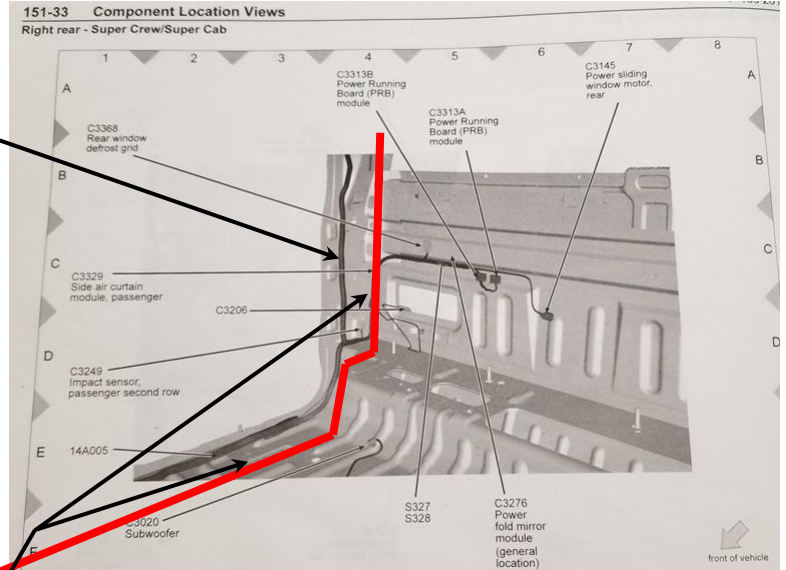 151-33 Component Location Views
Right rear - Super Crew/Super Cab
1 2 3 4 5 6 7 8
A
A
C3313B
Power Running
Board (PRB)
module
C3145
Power sliding
window motor,
rear
C3313A
Power Running
Board (PRB)
module
C3368
Rear window
defrost grid
B
B
C
C
C3329
Side air curtain
module, passenger
C3206
D
D
C3249
Impact sensor,
passenger second row
E
14A005
C3020
Subwoofer
S327
S328
C3276
Power
fold mirror
module
(general
location)
F
front of vehicle